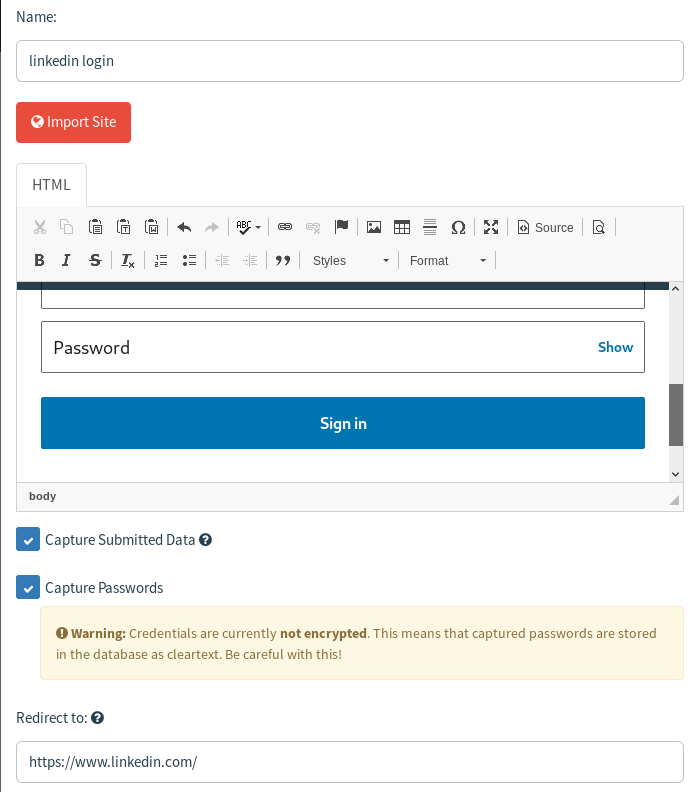 Name:
linkedin login
Import Site
HTML
ABC
Source
B I S Tx
Styles
Format
Password
Show
Sign in
body
Capture Submitted Data ?
Capture Passwords
! Warning: Credentials are currently not encrypted. This means that captured passwords are stored
in the database as cleartext. Be careful with this!
Redirect to: ?
https://www.linkedin.com/